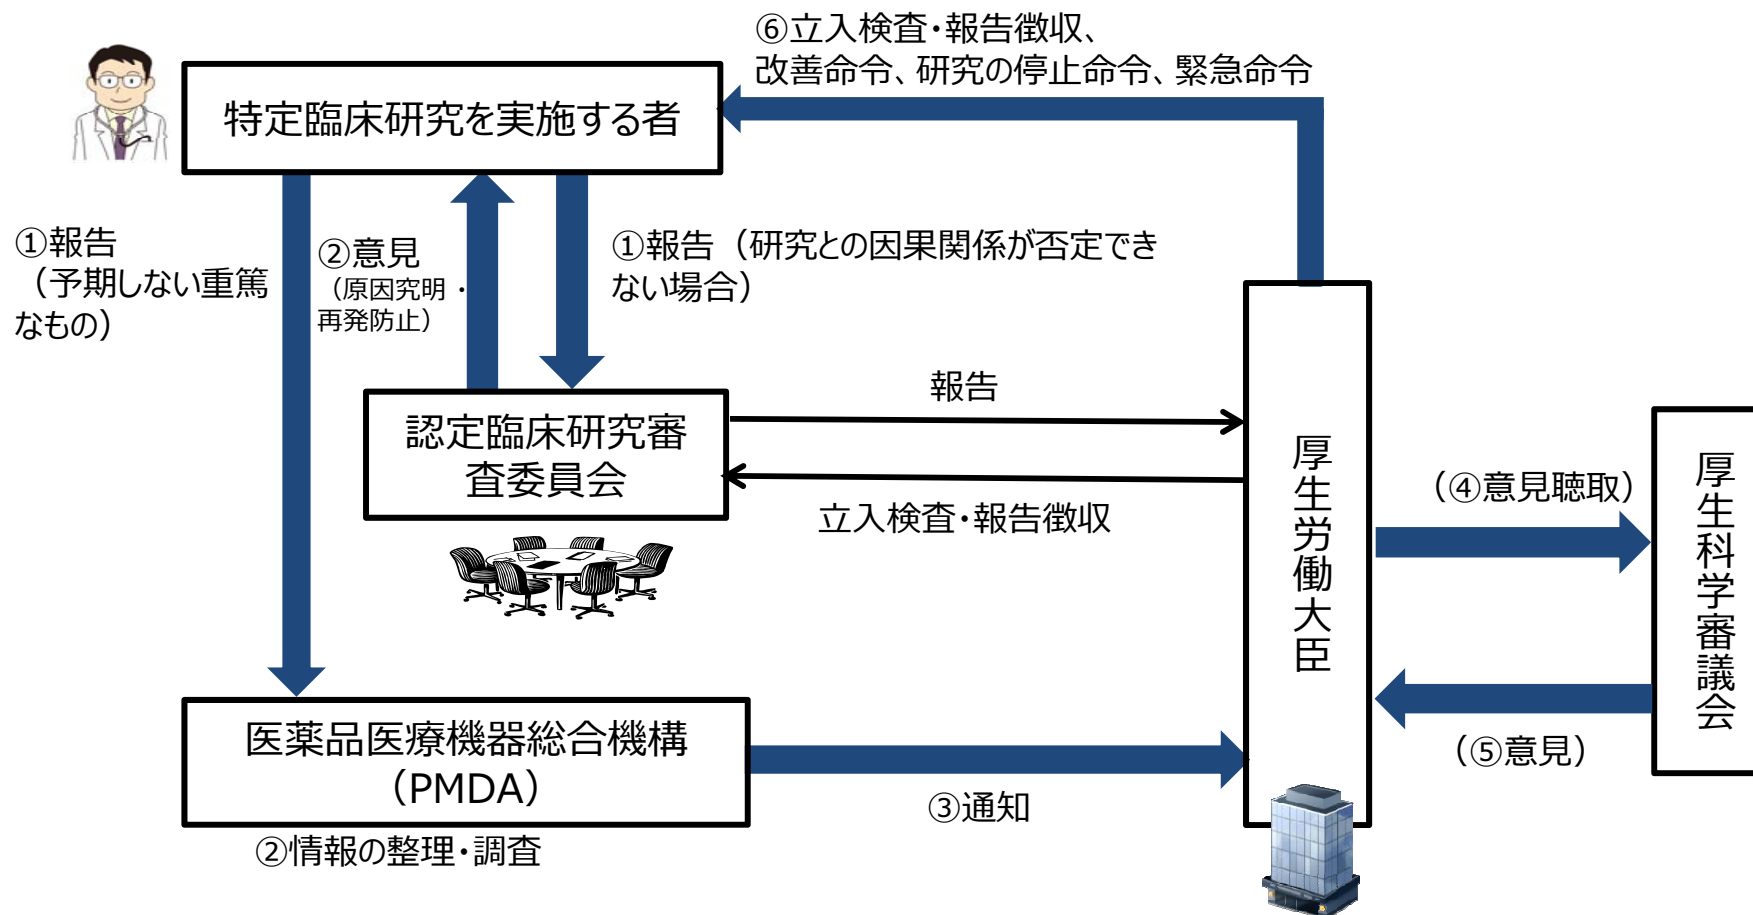 ⑥立入検査・報告徴収、
改善命令、研究の停止命令、緊急命令
特定臨床研究を実施する者
①報告
（予期しない重篤
なもの）
②意見
（原因究明・
再発防止）
①報告（研究との因果関係が否定でき
ない場合）
認定臨床研究審
査委員会
報告
立入検査・報告徴収
厚生労働大臣
（④意見聴取）
（⑤意見）
厚生科学審議会
医薬品医療機器総合機構
（PMDA）
②情報の整理・調査
③通知